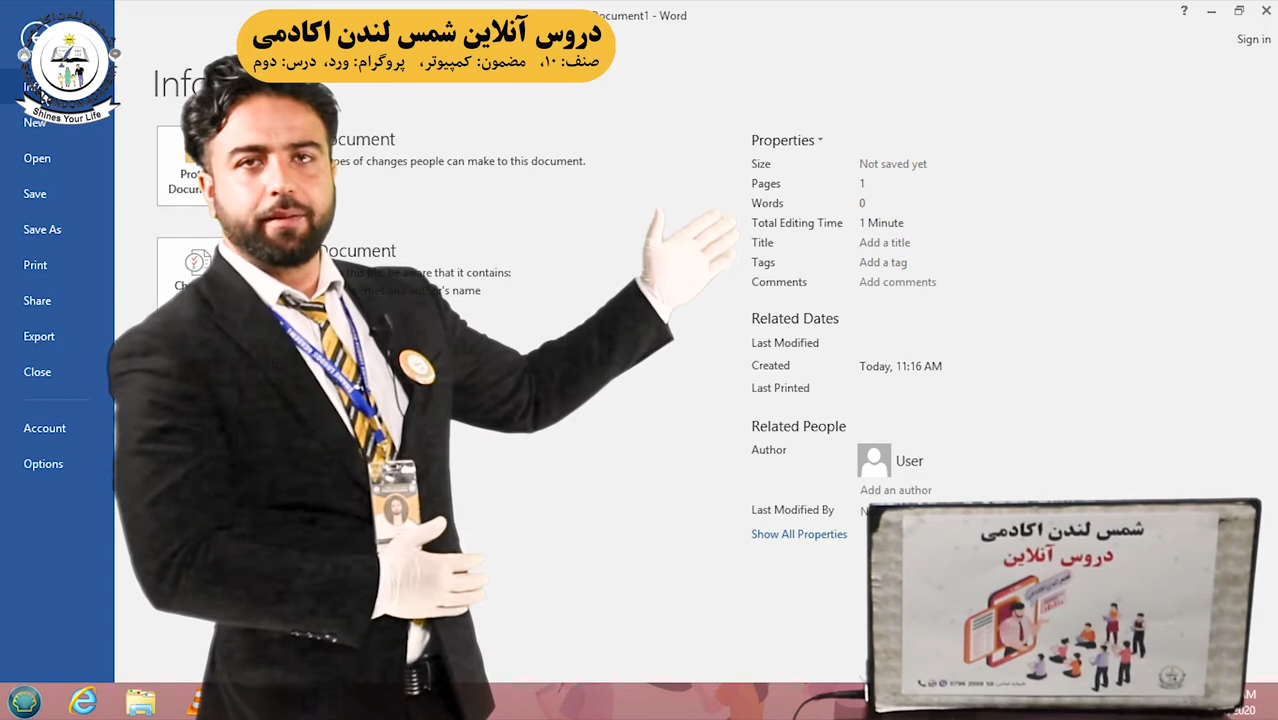 Document1 - Word
Sign in
دروس آنلاین شمس لندن اکادمی
صنف: ۱۰، مضمون: کمپیوتر، پروگرام: ورد، درس: دوم
Shines Your Life
New
Open
Save
Save As
Print
Share
Export
Close
Account
Options
types of changes people can make to this document.
this file, be aware that it contains:
and author's name
Properties
Size Not saved yet
Pages 1
Words 0
Total Editing Time 1 Minute
Title Add a title
Tags Add a tag
Comments Add comments
Related Dates
Last Modified
Created Today, 11:16 AM
Last Printed
Related People
Author User
Add an author
Last Modified By
Show All Properties
شمس لندن اکادمی
دروس آنلاین